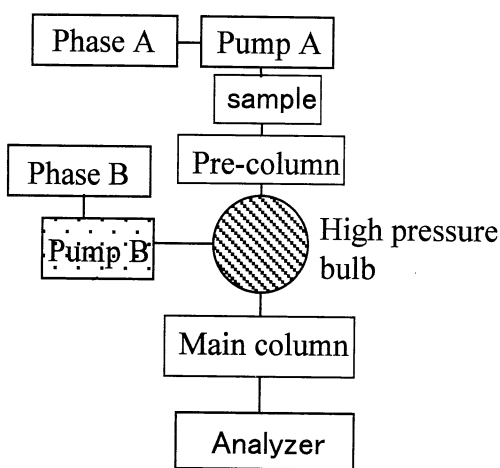 Phase A
Pump A
sample
Pre-column
Phase B
Pump B
High pressure
bulb
Main column
Analyzer